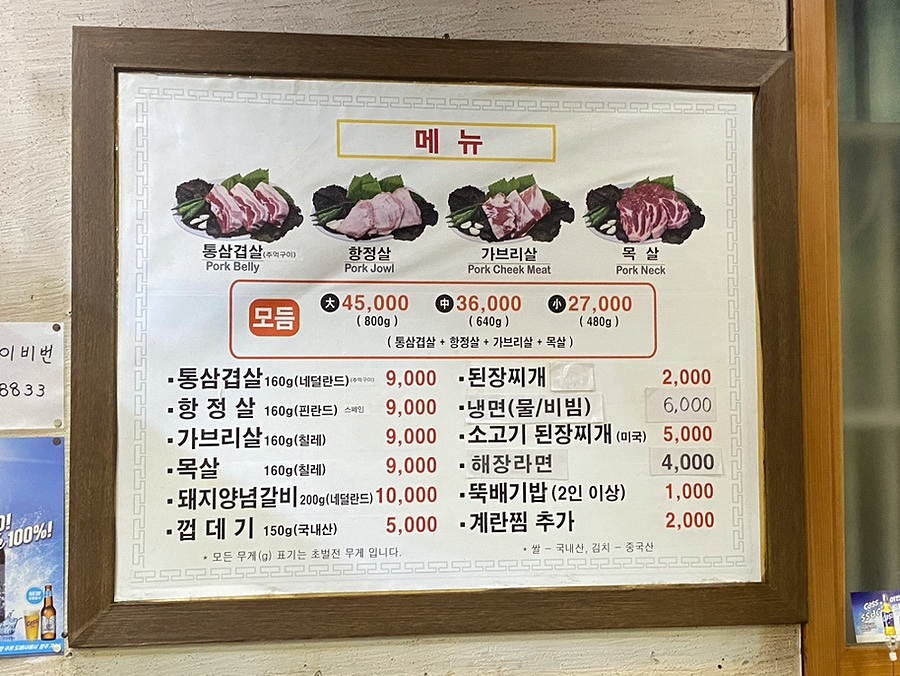 메 뉴
통삼겹살(추억구이)
Pork Belly
항정살
Pork Jowl
가브리살
Pork Cheek Meat
목 살
Pork Neck
모듬
大 45,000
(800g)
中 36,000
(640g)
小 27,000
(480g)
(통삼겹살 + 항정살 + 가브리살 + 목살)
▪통삼겹살 160g(네덜란드)(추억구이) 9,000
▪항 정 살 160g(핀란드) 스페인 9,000
▪가브리살 160g(칠레) 9,000
▪목살 160g(칠레) 9,000
▪돼지양념갈비 200g(네덜란드) 10,000
▪껍 데 기 150g(국내산) 5,000
* 모든 무게(g) 표기는 초벌전 무게 입니다.
▪된장찌개 2,000
▪냉면(물/비빔) 6,000
▪소고기 된장찌개 (미국) 5,000
▪해장라면 4,000
▪뚝배기밥 (2인 이상) 1,000
▪계란찜 추가 2,000
* 쌀 – 국내산, 김치 – 중국산
이비번
8833
100%!
NEW
Cass
Cass